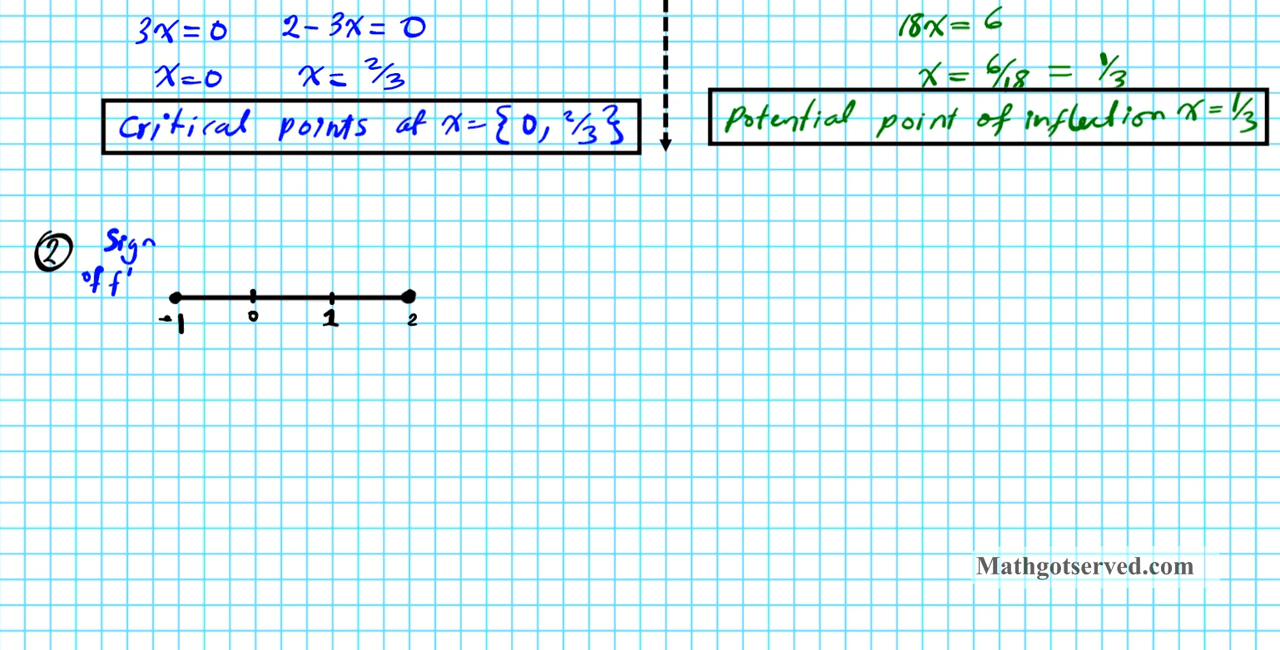 3x = 0 2 - 3x = 0
x = 0 x = 2/3
Critical points at x = {0, 2/3}
18x = 6
x = 6/18 = 1/3
Potential point of inflection x = 1/3
② Sign
of f'
-1 0 1 2
Mathgotserved.com